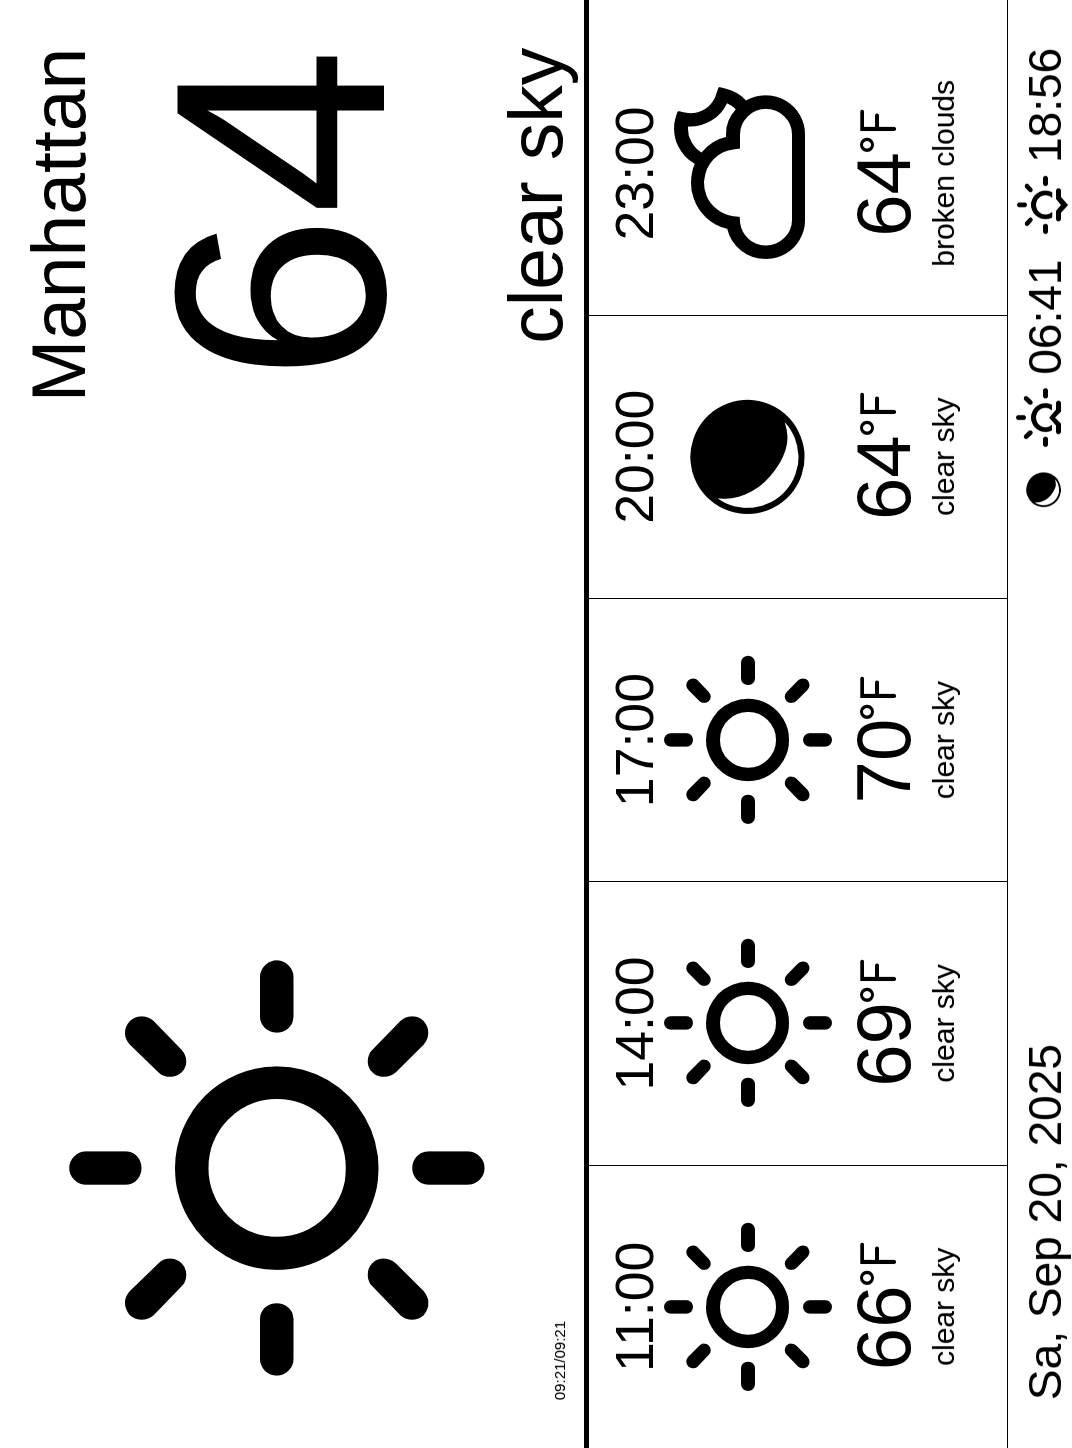 Manhattan
64
clear sky
09:21/09:21
11:00
66°F
clear sky
14:00
69°F
clear sky
17:00
70°F
clear sky
20:00
64°F
clear sky
23:00
64°F
broken clouds
Sa, Sep 20, 2025
06:41
18:56